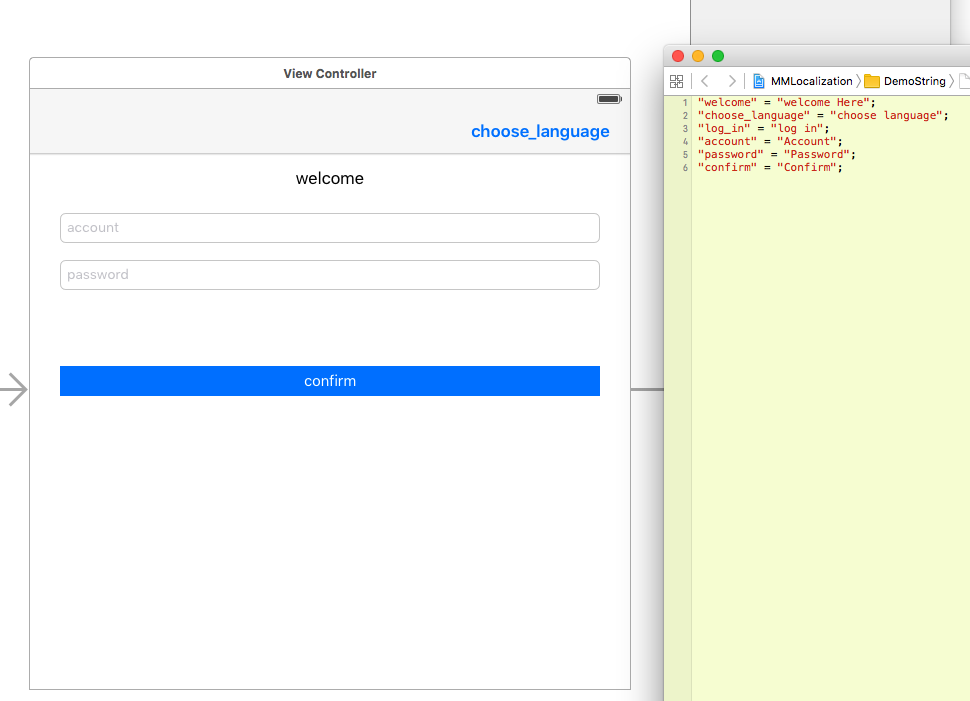 View Controller
choose_language
welcome
account
password
confirm
MMLocalization
DemoString
1 "welcome" = "welcome Here";
2 "choose_language" = "choose language";
3 "log_in" = "log in";
4 "account" = "Account";
5 "password" = "Password";
6 "confirm" = "Confirm";